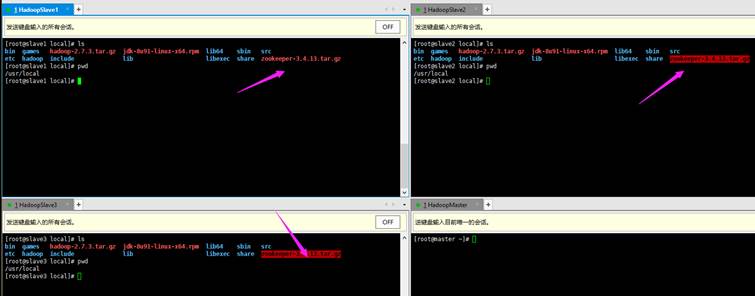 1 HadoopSlave1
发送键盘输入的所有会话。
OFF
[root@slave1 local]# ls
bin games hadoop-2.7.3.tar.gz jdk-8u91-linux-x64.rpm lib64 sbin src
etc hadoop include lib libexec share zookeeper-3.4.13.tar.gz
[root@slave1 local]# pwd
/usr/local
[root@slave1 local]#
1 HadoopSlave2
发送键盘输入的所有会话。
[root@slave2 local]# ls
bin games hadoop-2.7.3.tar.gz jdk-8u91-linux-x64.rpm lib64 sbin src
etc hadoop include lib libexec share zookeeper-3.4.13.tar.gz
[root@slave2 local]# pwd
/usr/local
[root@slave2 local]#
1 HadoopSlave3
发送键盘输入的所有会话。
OFF
[root@slave3 local]# ls
bin games hadoop-2.7.3.tar.gz jdk-8u91-linux-x64.rpm lib64 sbin src
etc hadoop include lib libexec share zookeeper-3.4.13.tar.gz
[root@slave3 local]# pwd
/usr/local
[root@slave3 local]#
1 HadoopMaster
送键盘输入目前唯一的会话。
[root@master ~]#